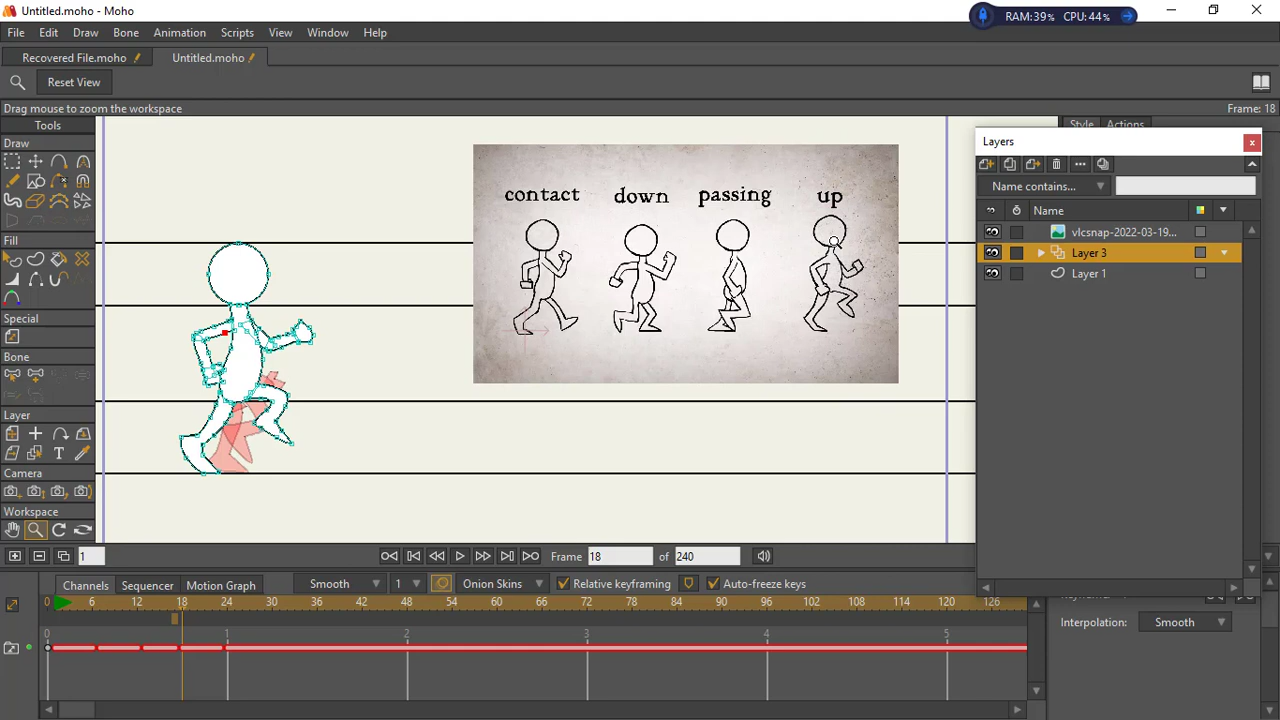 Untitled.moho - Moho
RAM:39% CPU:44%
File Edit Draw Bone Animation Scripts View Window Help
Recovered File.moho Untitled.moho
Reset View
Drag mouse to zoom the workspace Frame: 18
Tools
Style Actions
Draw
Layers x
Name contains...
contact down passing up
Name
vlcsnap-2022-03-19...
Fill
Layer 3
Layer 1
Special
Bone
Layer
Camera
Workspace
1 Frame 18 of 240
Channels Sequencer Motion Graph Smooth 1 Onion Skins Relative keyframing Auto-freeze keys
0 6 12 18 24 30 36 42 48 54 60 66 72 78 84 90 96 102 108 114 120 126
Interpolation: Smooth
0 1 2 3 4 5